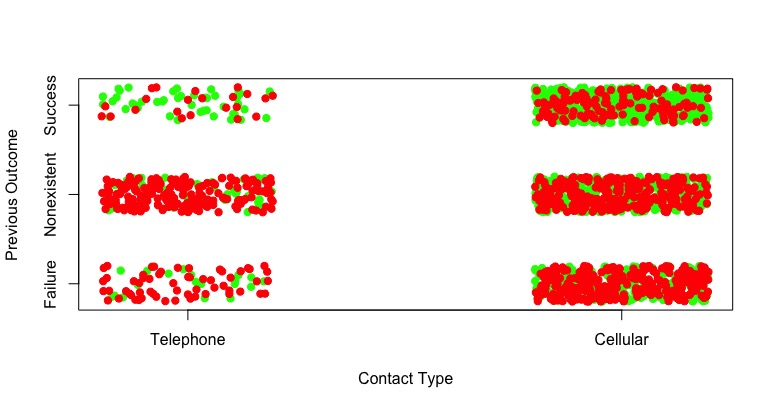 Previous Outcome
Success
Nonexistent
Failure
Telephone
Cellular
Contact Type